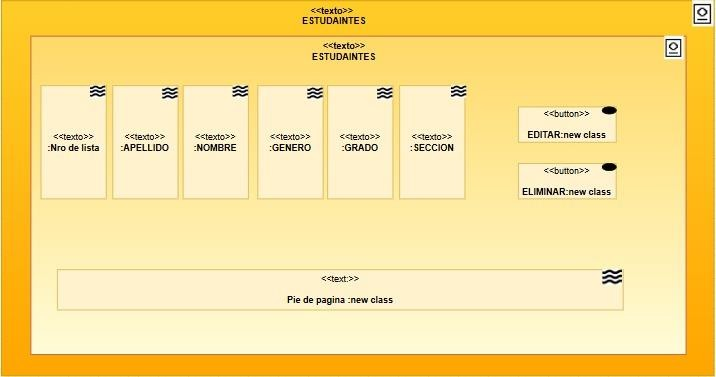 <<texto>>
ESTUDAINTES
<<texto>>
ESTUDAINTES
<<texto>>
:Nro de lista
<<texto>>
:APELLIDO
<<texto>>
:NOMBRE
<<texto>>
:GENERO
<<texto>>
:GRADO
<<texto>>
:SECCION
<<button>>
EDITAR:new class
<<button>>
ELIMINAR:new class
<<text:>>
Pie de pagina :new class